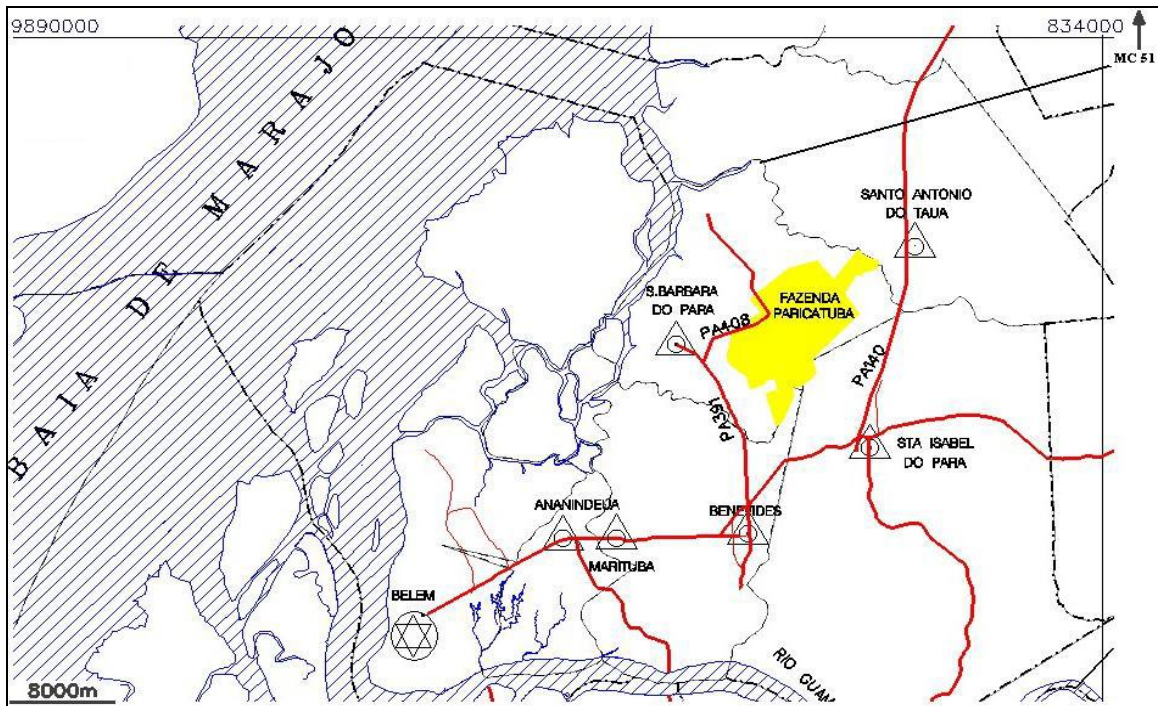 9890000
834000
MC 51
BAIA DE MARAJO
SANTO ANTONIO
DO TAUA
S.BARBARA
DO PARA
FAZENDA
PARICATUBA
PA408
PA140
PA391
STA ISABEL
DO PARA
ANANINDEUA
BENEVIDES
MARITUBA
BELEM
RIO GUAM
8000m